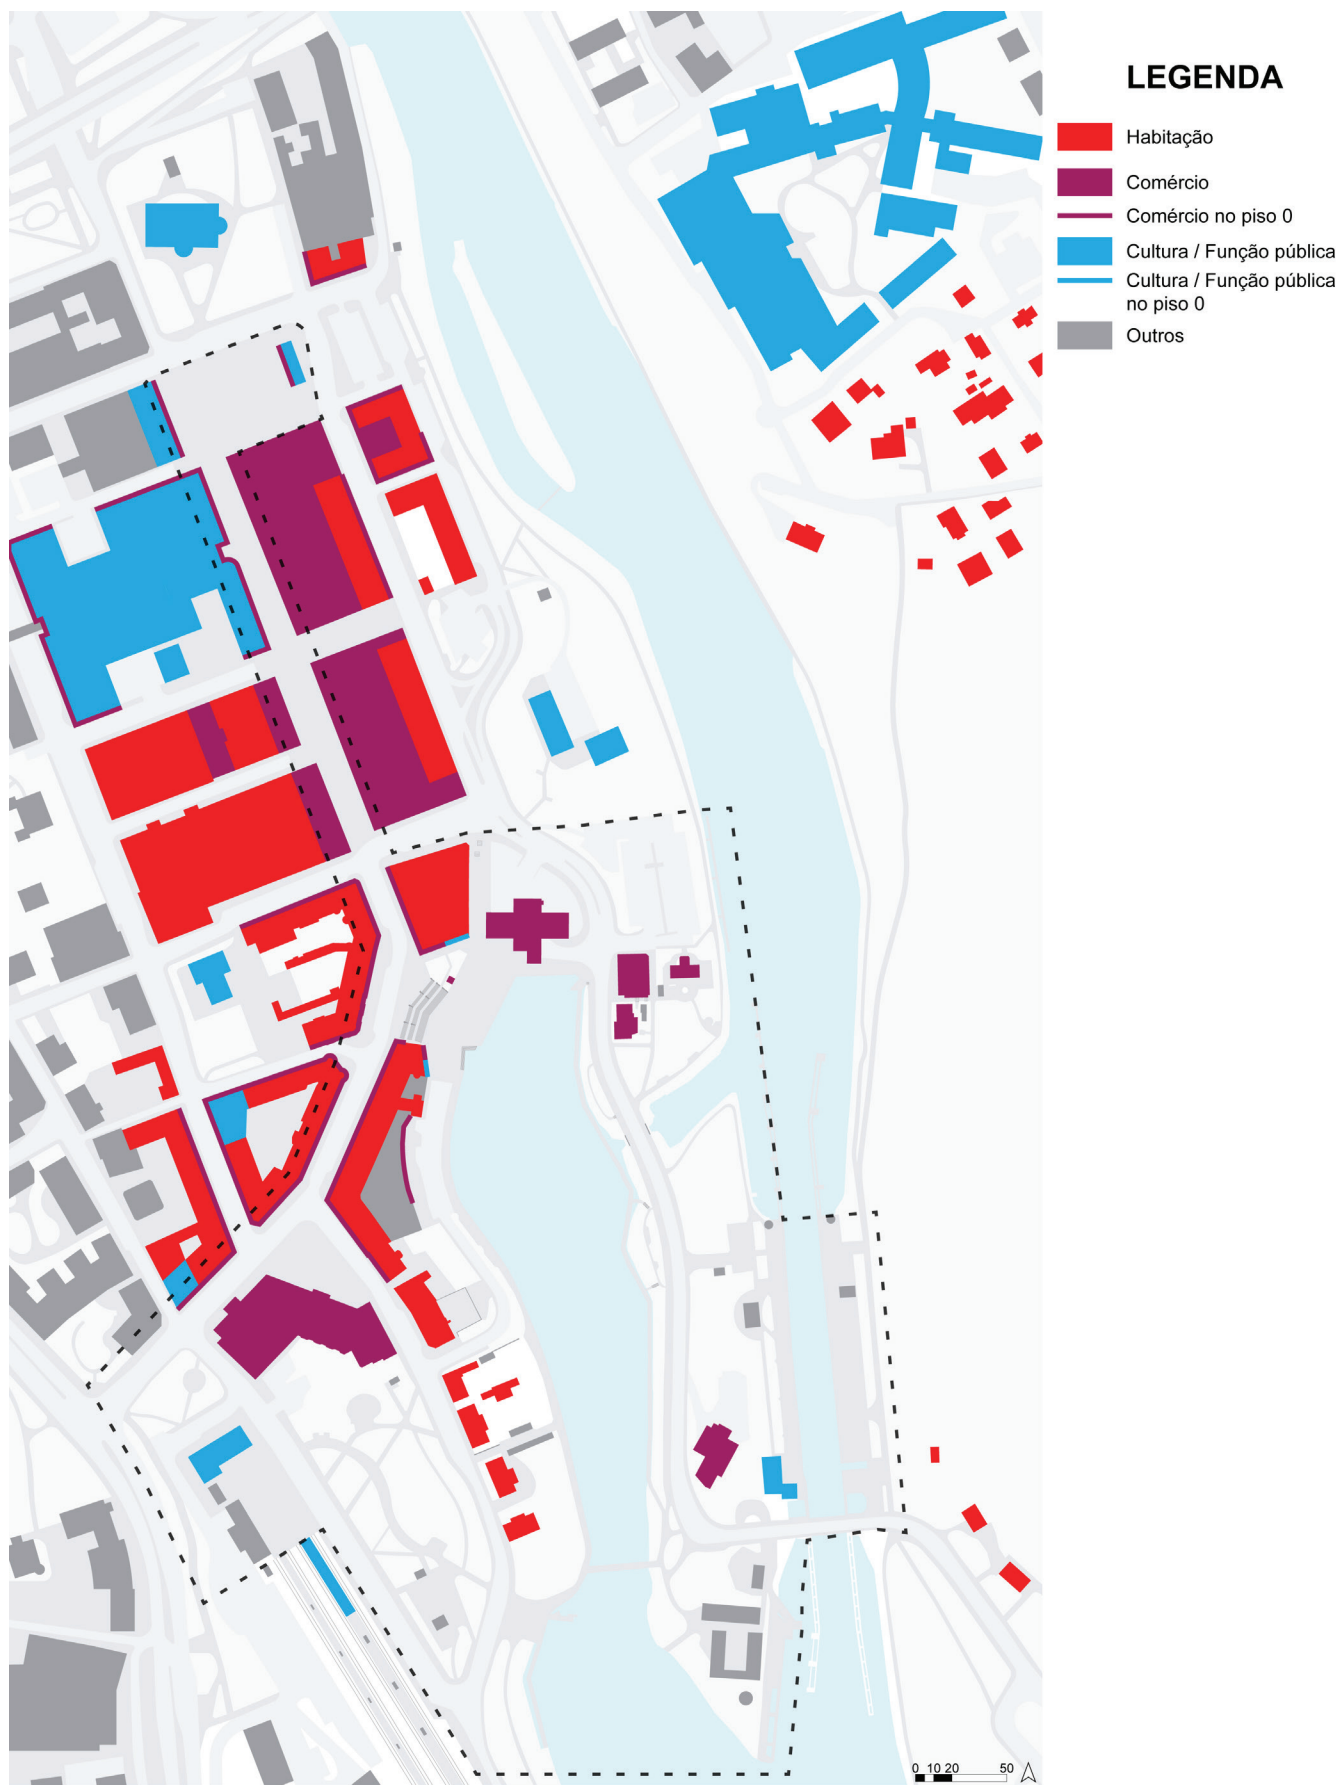 LEGENDA
Habitação
Comércio
Comércio no piso 0
Cultura / Função pública
Cultura / Função pública
no piso 0
Outros
0 10 20 50